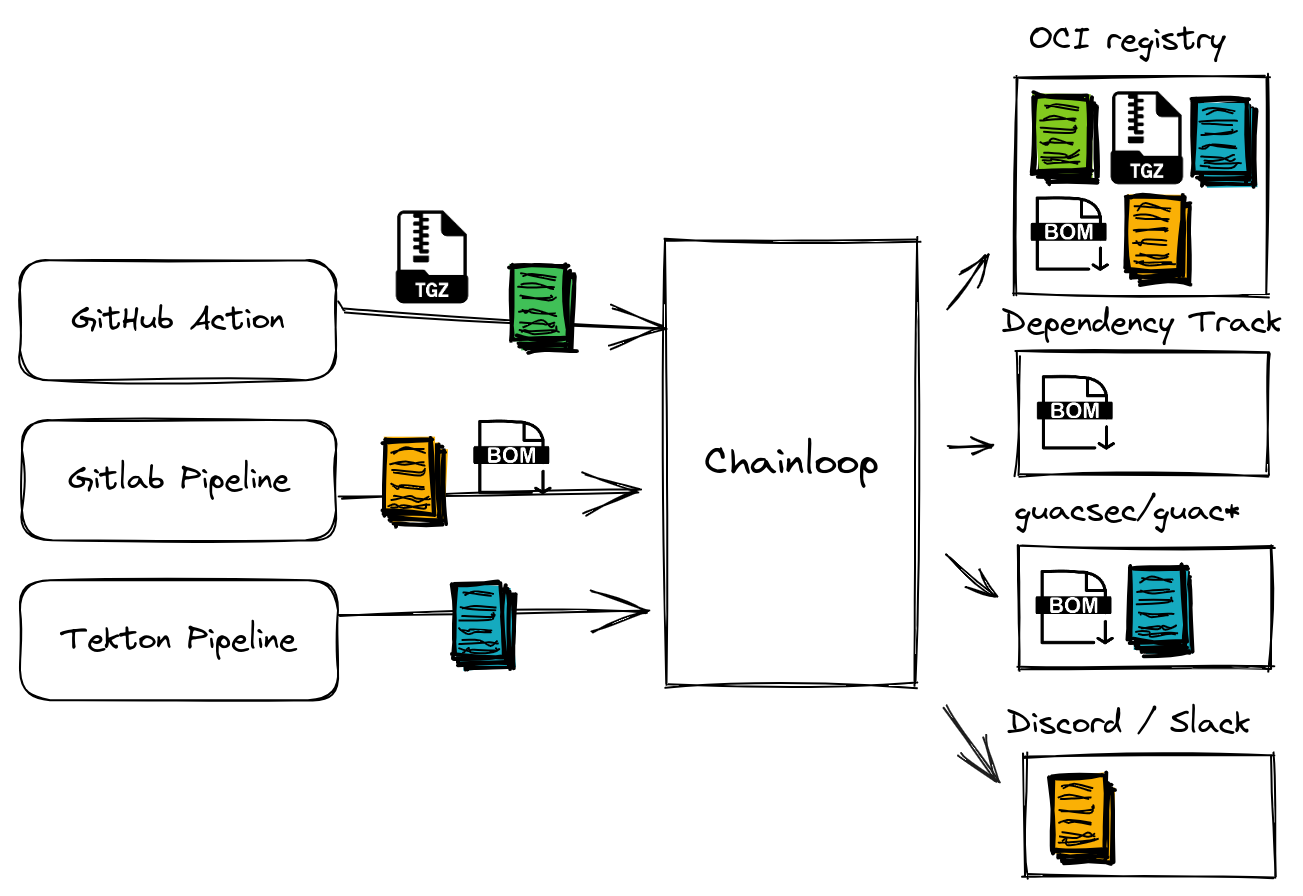 OCI registry
TGZ
BOM
TGZ
GitHub Action
Dependency Track
BOM
Gitlab Pipeline
BOM
Chainloop
guacsec/guac*
BOM
Tekton Pipeline
Discord / Slack